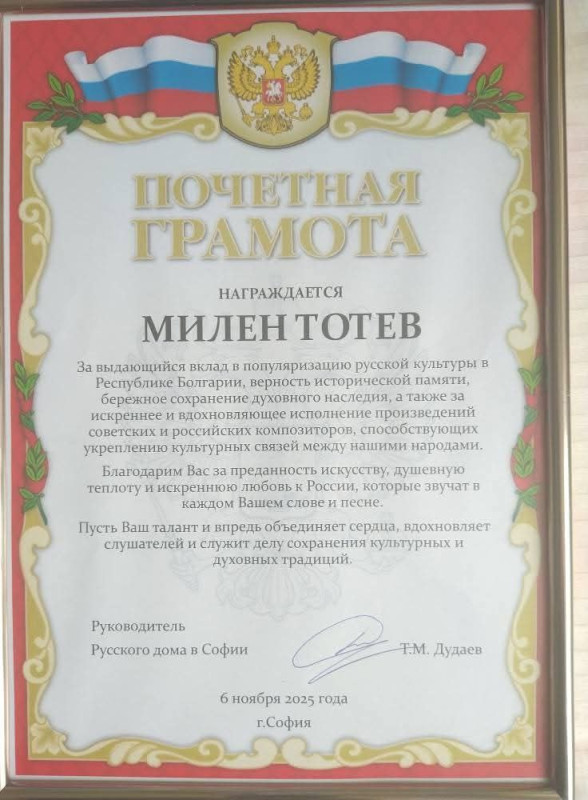 ПОЧЕТНАЯ
ГРАМОТА
НАГРАЖДАЕТСЯ
МИЛЕН ТОТЕВ
За выдающийся вклад в популяризацию русской культуры в
Республике Болгарии, верность исторической памяти,
бережное сохранение духовного наследия, а также за
искреннее и вдохновляющее исполнение произведений
советских и российских композиторов, способствующих
укреплению культурных связей между нашими народами.
Благодарим Вас за преданность искусству, душевную
теплоту и искреннюю любовь к России, которые звучат в
каждом Вашем слове и песне.
Пусть Ваш талант и впредь объединяет сердца, вдохновляет
слушателей и служит делу сохранения культурных и
духовных традиций.
Руководитель
Русского дома в Софии Т.М. Дудаев
6 ноября 2025 года
г.София